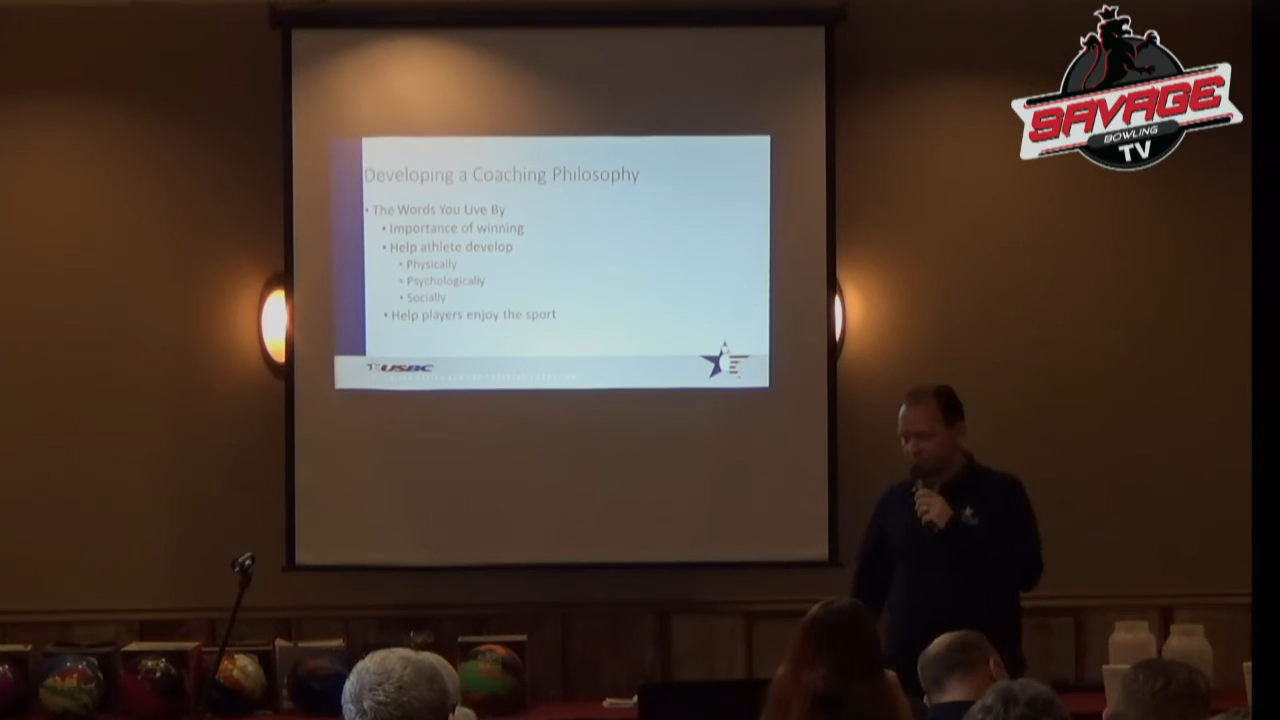 SAVAGE
BOWLING
TV
Developing a Coaching Philosophy
• The Words You Live By
• Importance of winning
• Help athlete develop
• Physically
• Psychologically
• Socially
• Help players enjoy the sport
USBC